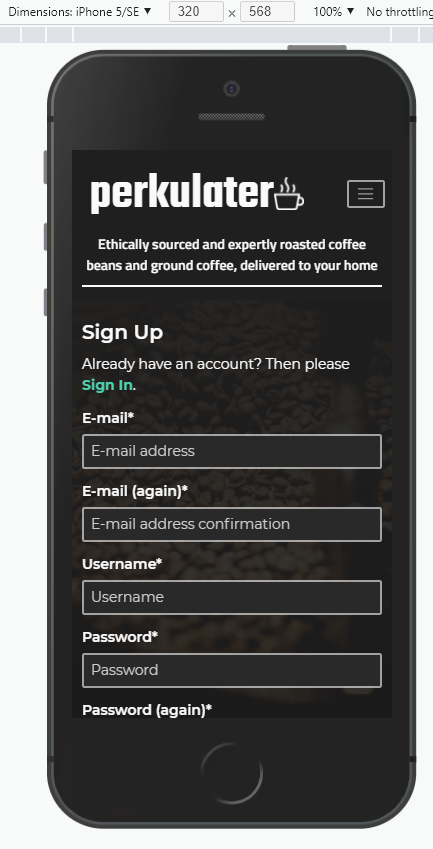 Dimensions: iPhone 5/SE ▼ 320 × 568 100% ▼ No throttling
perkulater
Ethically sourced and expertly roasted coffee
beans and ground coffee, delivered to your home
Sign Up
Already have an account? Then please
Sign In.
E-mail*
E-mail address
E-mail (again)*
E-mail address confirmation
Username*
Username
Password*
Password
Password (again)*